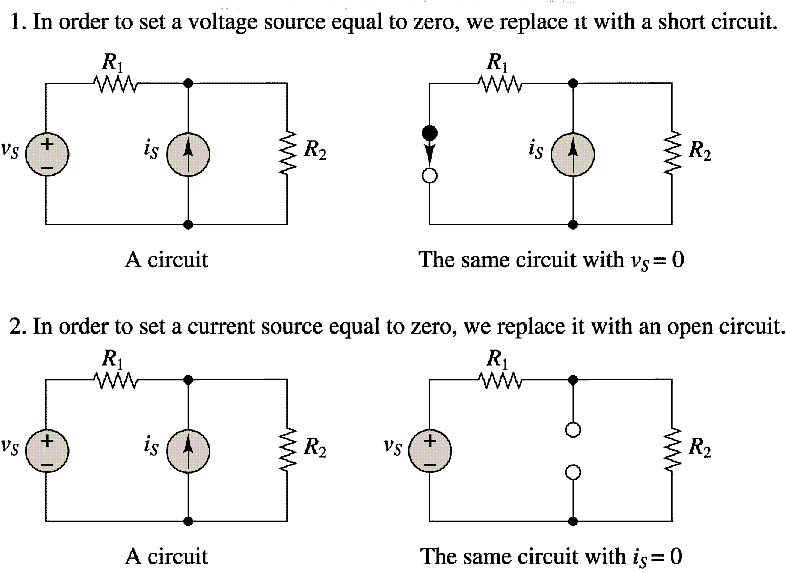 1. In order to set a voltage source equal to zero, we replace it with a short circuit.
R₁ R₁
vS + − iS R₂ iS R₂
A circuit The same circuit with vS = 0
2. In order to set a current source equal to zero, we replace it with an open circuit.
R₁ R₁
vS + − iS R₂ vS + − R₂
A circuit The same circuit with iS = 0